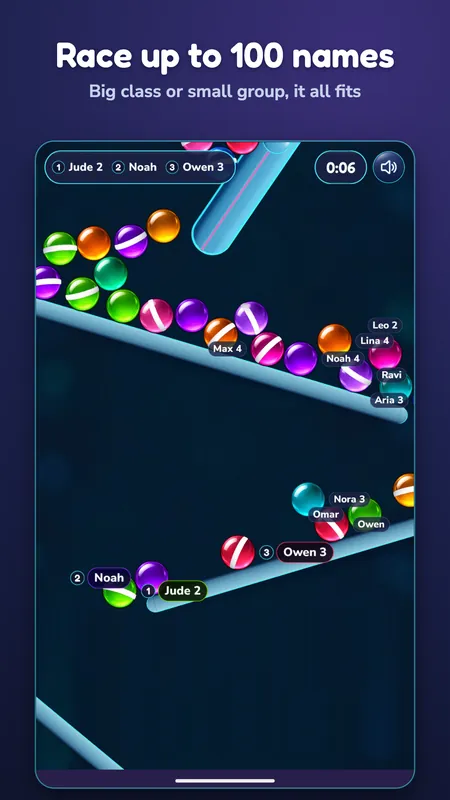 Race up to 100 names
Big class or small group, it all fits
1 Jude 2 2 Noah 3 Owen 3
0:06
Leo 2
Lina 4
Max 4
Noah 4
Ravi
Aria 3
Nora 3
Omar
Owen
3 Owen 3
2 Noah
1 Jude 2